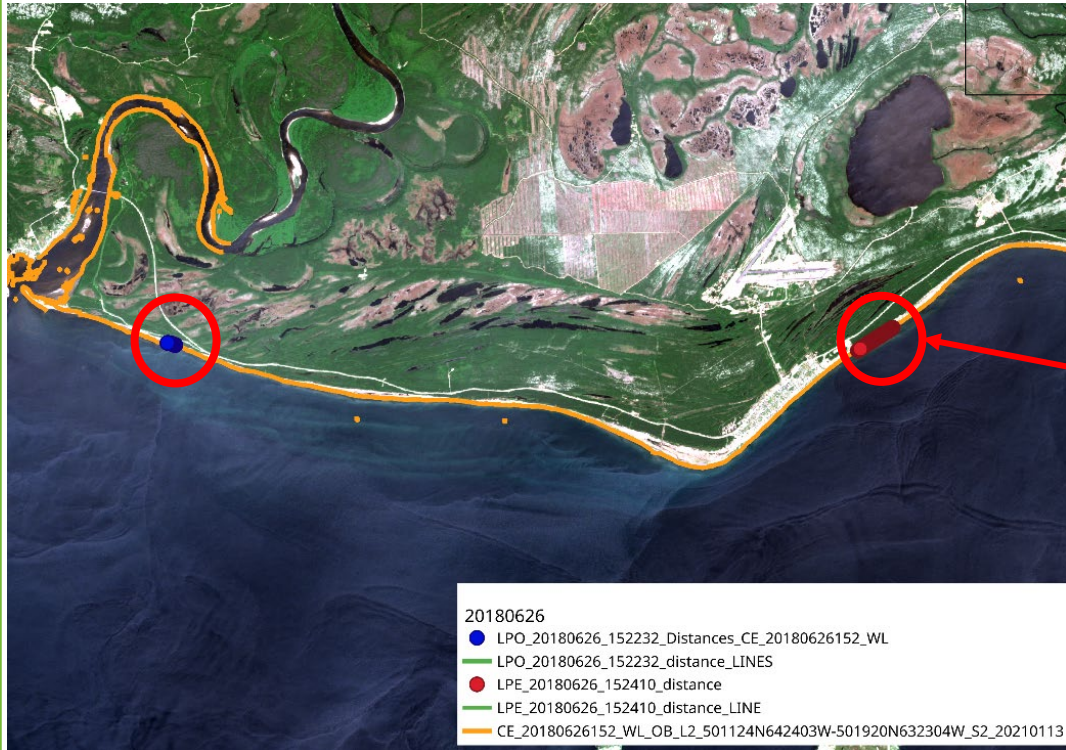 20180626
LPO_20180626_152232_Distances_CE_20180626152_WL
LPO_20180626_152232_distance_LINES
LPE_20180626_152410_distance
LPE_20180626_152410_distance_LINE
CE_20180626152_WL_OB_L2_501124N642403W-501920N632304W_S2_20210113